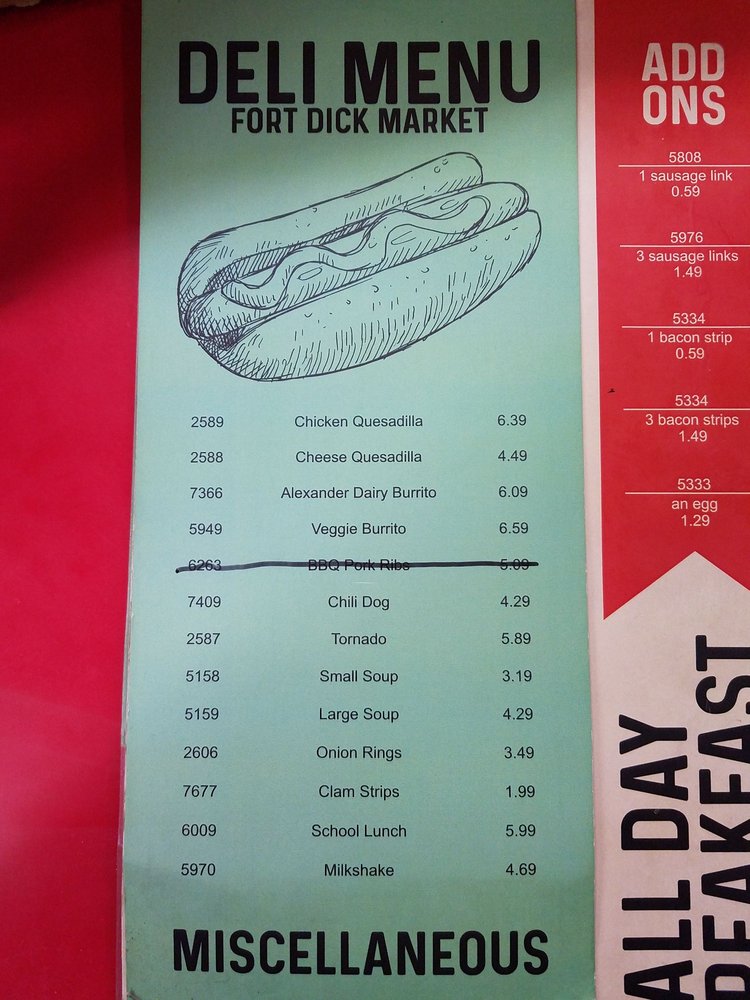 DELI MENU
FORT DICK MARKET
2589 Chicken Quesadilla 6.39
2588 Cheese Quesadilla 4.49
7366 Alexander Dairy Burrito 6.09
5949 Veggie Burrito 6.59
6263 BBQ Pork Ribs 5.09
7409 Chili Dog 4.29
2587 Tornado 5.89
5158 Small Soup 3.19
5159 Large Soup 4.29
2606 Onion Rings 3.49
7677 Clam Strips 1.99
6009 School Lunch 5.99
5970 Milkshake 4.69
MISCELLANEOUS
ADD
ONS
5808
1 sausage link
0.59
5976
3 sausage links
1.49
5334
1 bacon strip
0.59
5334
3 bacon strips
1.49
5333
an egg
1.29
ALL DAY
REAKFAST